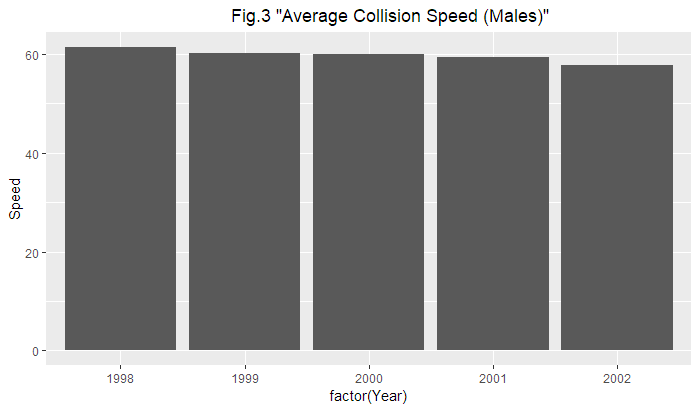 Fig.3 "Average Collision Speed (Males)"
60
40
20
0
Speed
1998 1999 2000 2001 2002
factor(Year)